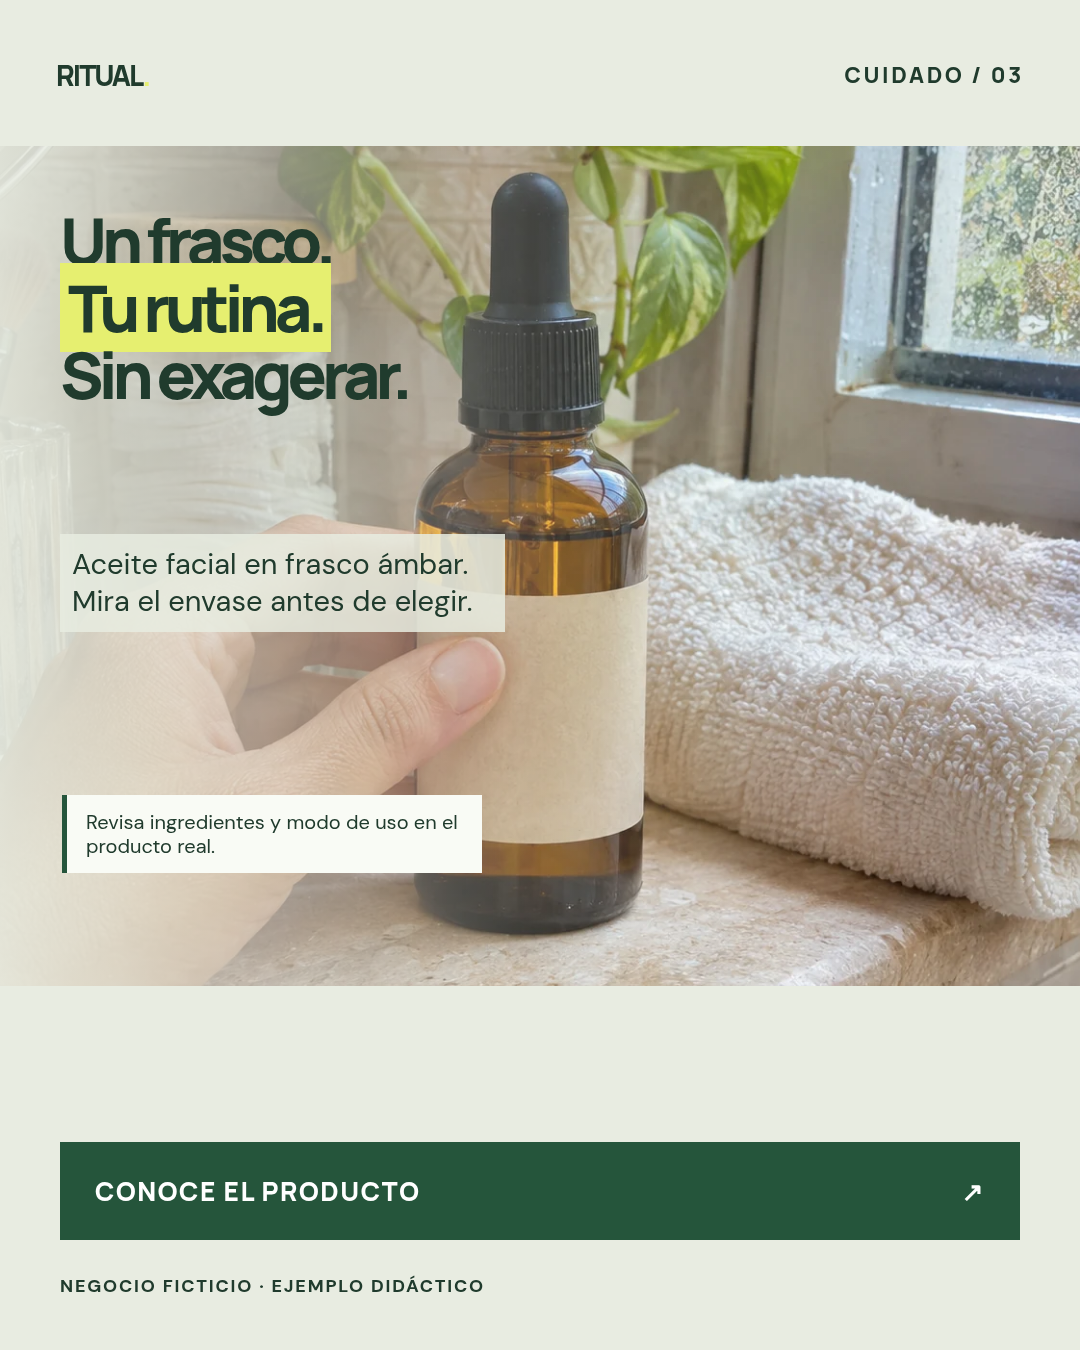 RITUAL.
CUIDADO / 03
Un frasco.
Tu rutina.
Sin exagerar.
Aceite facial en frasco ámbar.
Mira el envase antes de elegir.
Revisa ingredientes y modo de uso en el
producto real.
CONOCE EL PRODUCTO ↗
NEGOCIO FICTICIO · EJEMPLO DIDÁCTICO